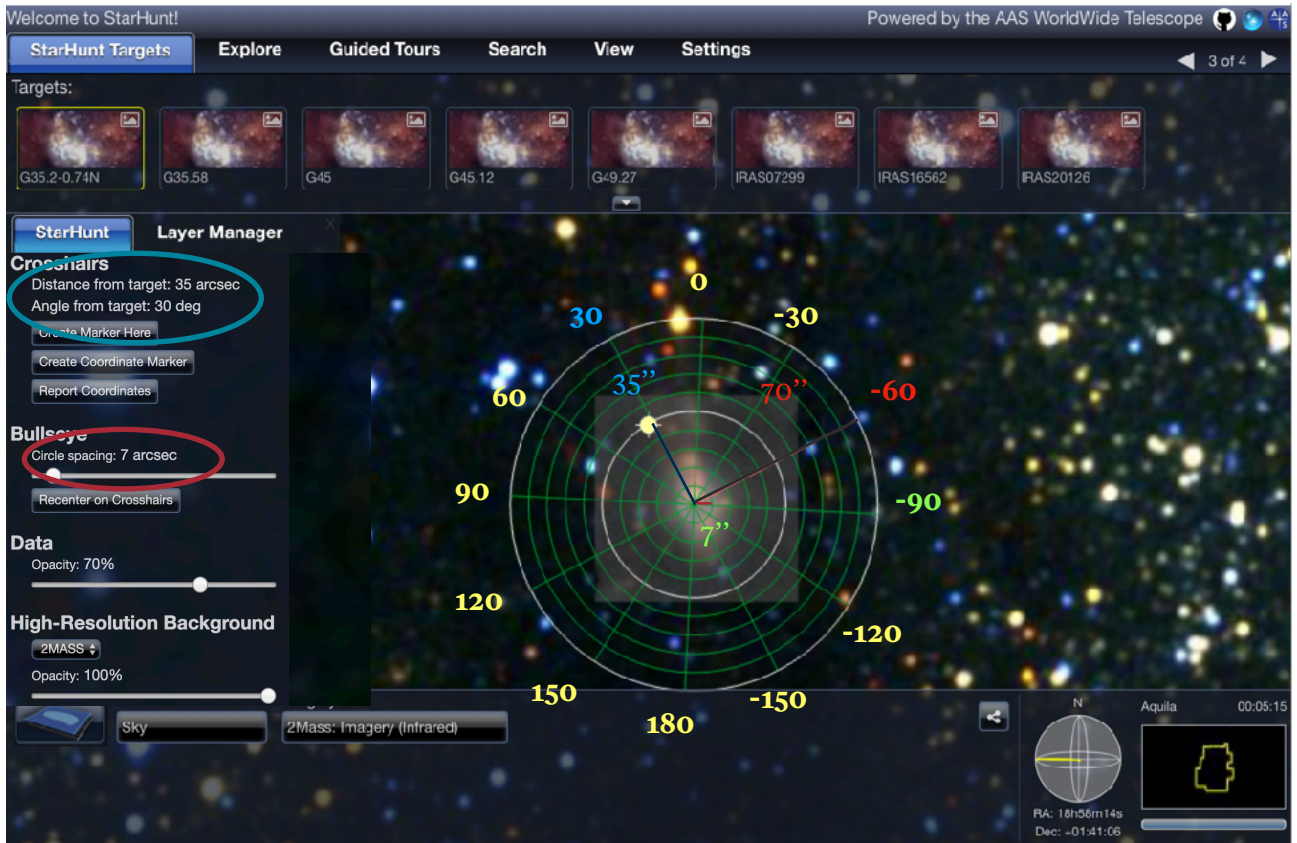 Welcome to StarHunt!
Powered by the AAS WorldWide Telescope
StarHunt Targets Explore Guided Tours Search View Settings
3 of 4
Targets:
G35.2-0.74N G35.58 G45 G45.12 G49.27 IRAS07299 IRAS16562 IRAS20126
StarHunt Layer Manager X
Crosshairs
Distance from target: 35 arcsec
Angle from target: 30 deg
Create Marker Here
Create Coordinate Marker
Report Coordinates
Bullseye
Circle spacing: 7 arcsec
Recenter on Crosshairs
Data
Opacity: 70%
High-Resolution Background
2MASS
Opacity: 100%
0
30
-30
35’’
70’’
-60
60
90
-90
7’’
120
-120
150
-150
180
Sky
2Mass: Imagery (Infrared)
N
Aquila 00:05:15
RA: 18h58m14s
Dec: +01:41:06